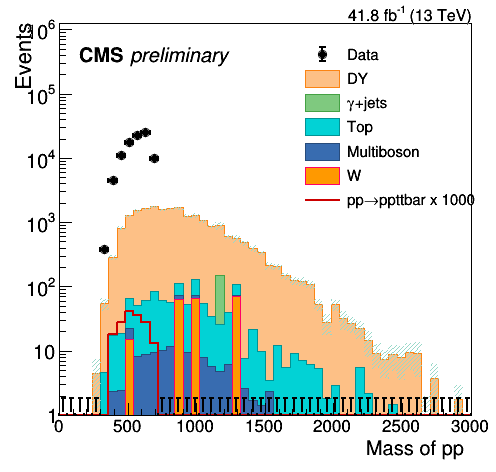 41.8 fb⁻¹ (13 TeV)
Events
CMS preliminary
Data
DY
γ+jets
Top
Multiboson
W
pp→ppttbar x 1000
10⁶
10⁵
10⁴
10³
10²
10
1
0 500 1000 1500 2000 2500 3000
Mass of pp